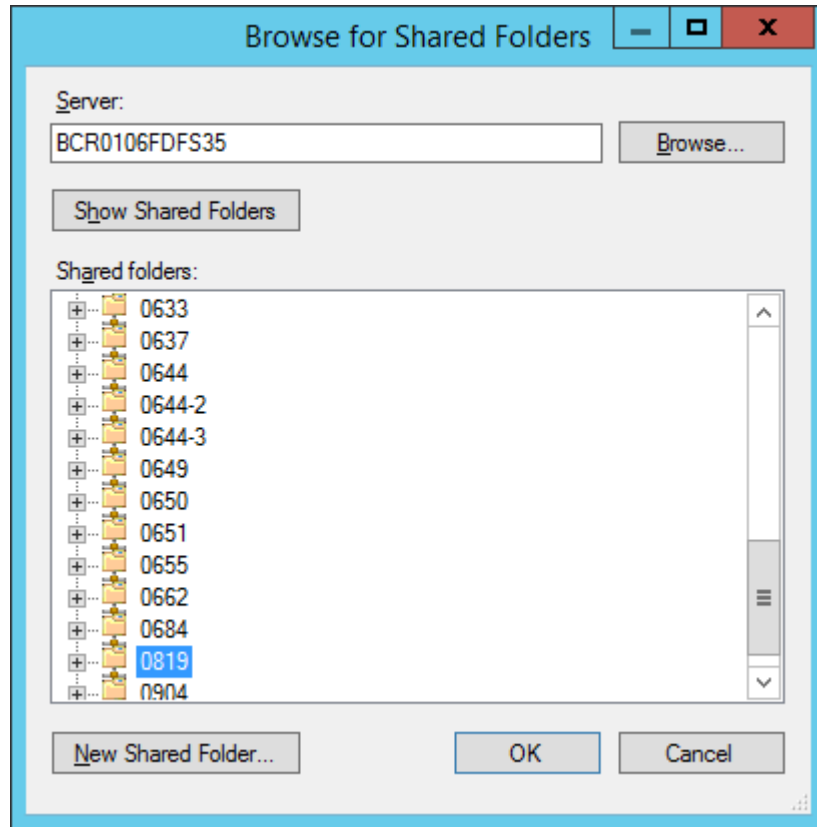 Browse for Shared Folders
Server:
BCR0106FDFS35
Browse...
Show Shared Folders
Shared folders:
0633
0637
0644
0644-2
0644-3
0649
0650
0651
0655
0662
0684
0819
0904
New Shared Folder...
OK
Cancel